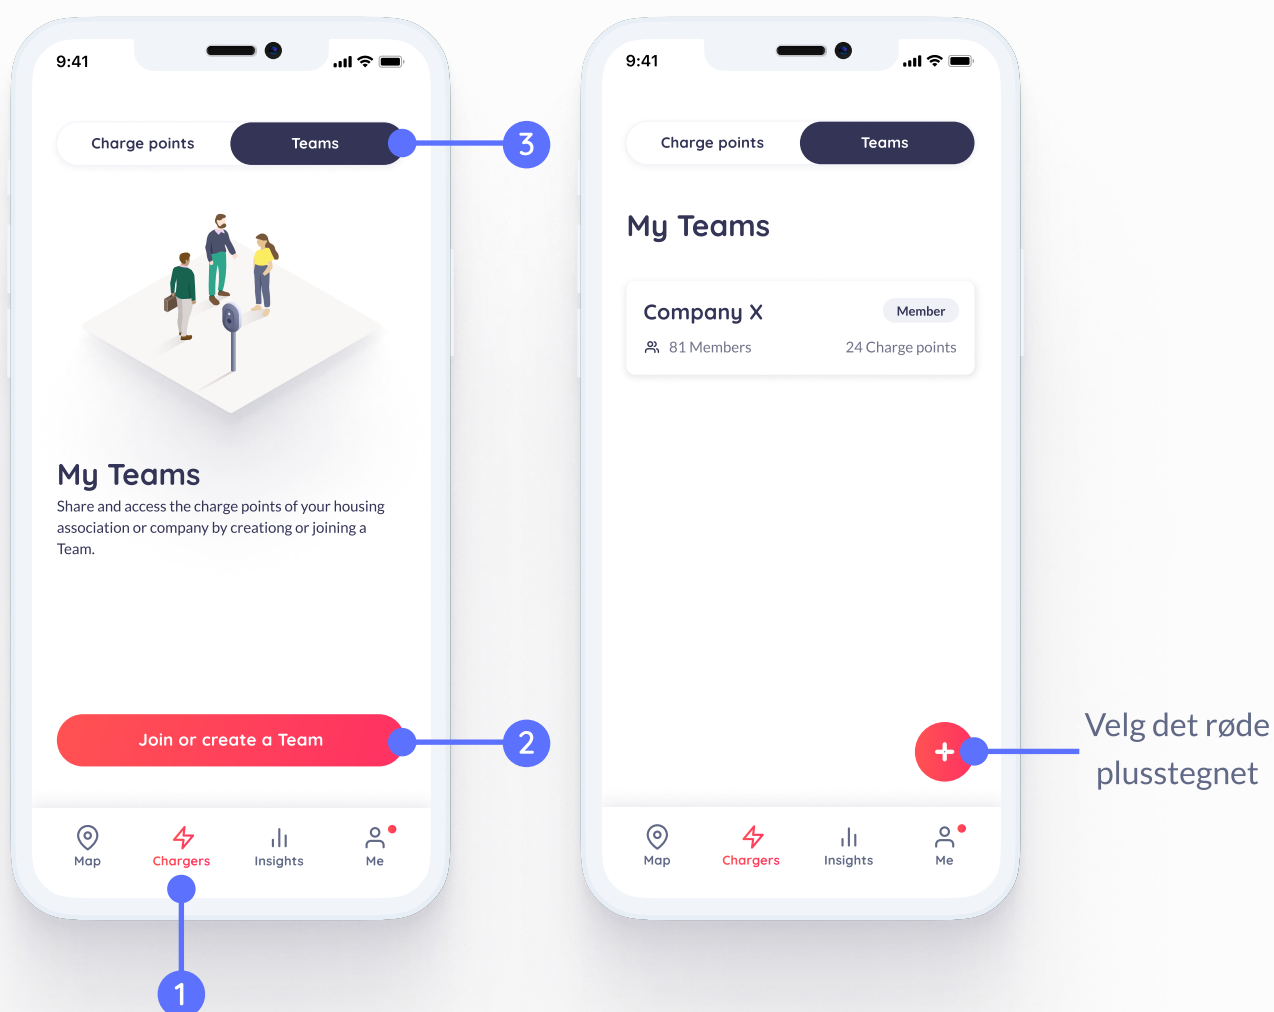 9:41
Charge points
Teams
3
My Teams
Share and access the charge points of your housing
association or company by creationg or joining a
Team.
Join or create a Team
2
Map
Chargers
Insights
Me
1
9:41
Charge points
Teams
My Teams
Company X
Member
81 Members
24 Charge points
+
Velg det røde
plusstegnet
Map
Chargers
Insights
Me